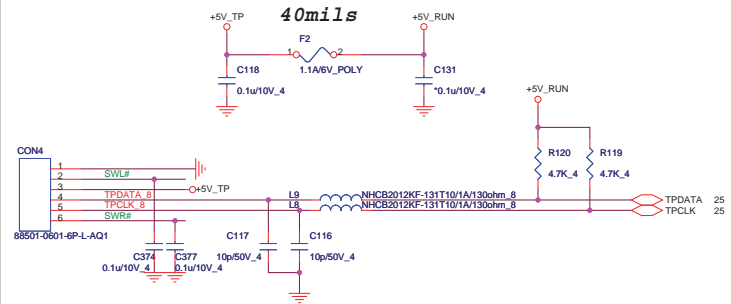 40mils
+5V_TP
+5V_RUN
F2
1 2
C118
1.1A/6V_POLY
C131
0.1u/10V_4
*0.1u/10V_4
+5V_RUN
CON4
R120
R119
1
2
SWL#
4.7K_4
4.7K_4
3
+5V_TP
4
TPDATA_8
L9
NHCB2012KF-131T10/1A/130ohm_8
TPDATA 25
5
TPCLK_8
L8
NHCB2012KF-131T10/1A/130ohm_8
TPCLK 25
6
SWR#
88501-0601-6P-L-AQ1
C374
C377
C117
C116
0.1u/10V_4
0.1u/10V_4
10p/50V_4
10p/50V_4